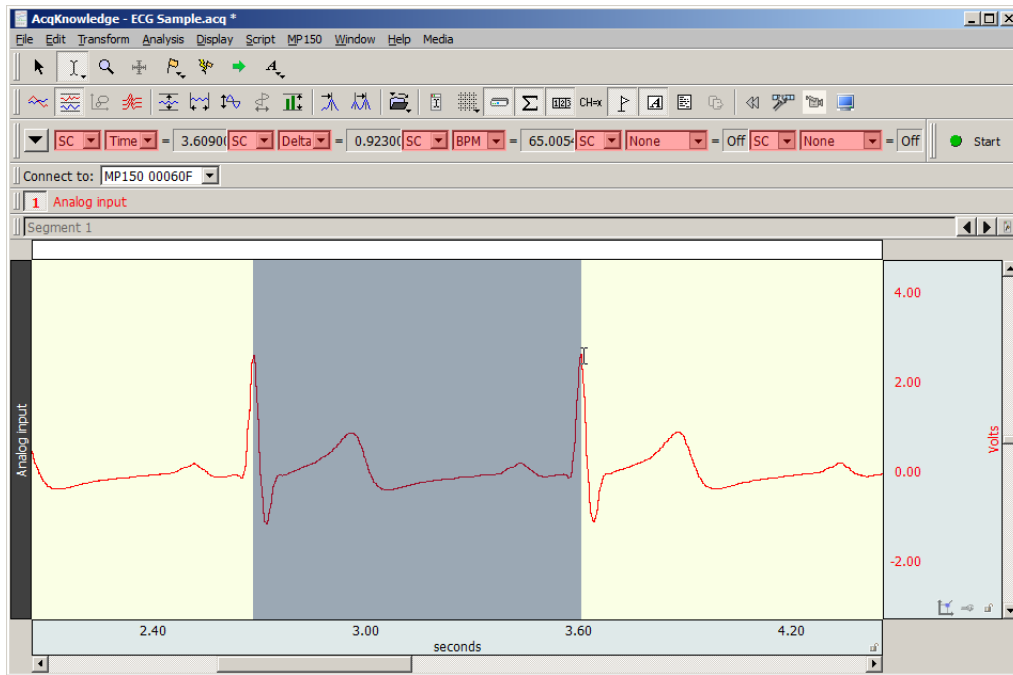 AcqKnowledge - ECG Sample.acq *
File Edit Transform Analysis Display Script MP150 Window Help Media
CH=x
SC Time = 3.6090( SC Delta = 0.9230( SC BPM = 65.0054 SC None = Off SC None = Off Start
Connect to: MP150 00060F
1 Analog input
Segment 1
4.00
2.00
0.00
-2.00
Volts
Analog input
2.40 3.00 3.60 4.20
seconds